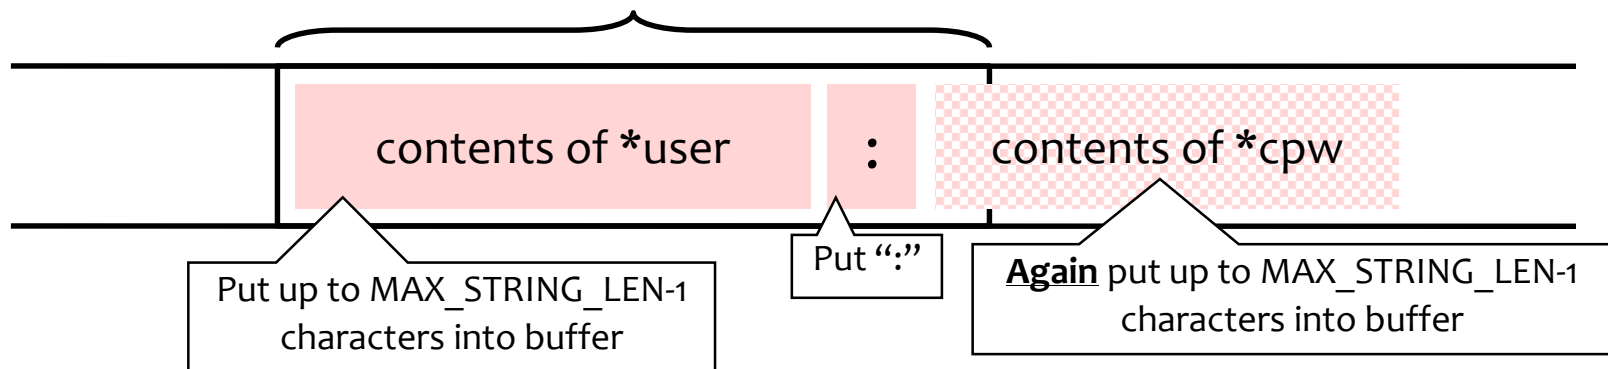 contents of *user
:
contents of *cpw
Put up to MAX_STRING_LEN-1
characters into buffer
Put “:”
Again put up to MAX_STRING_LEN-1
characters into buffer